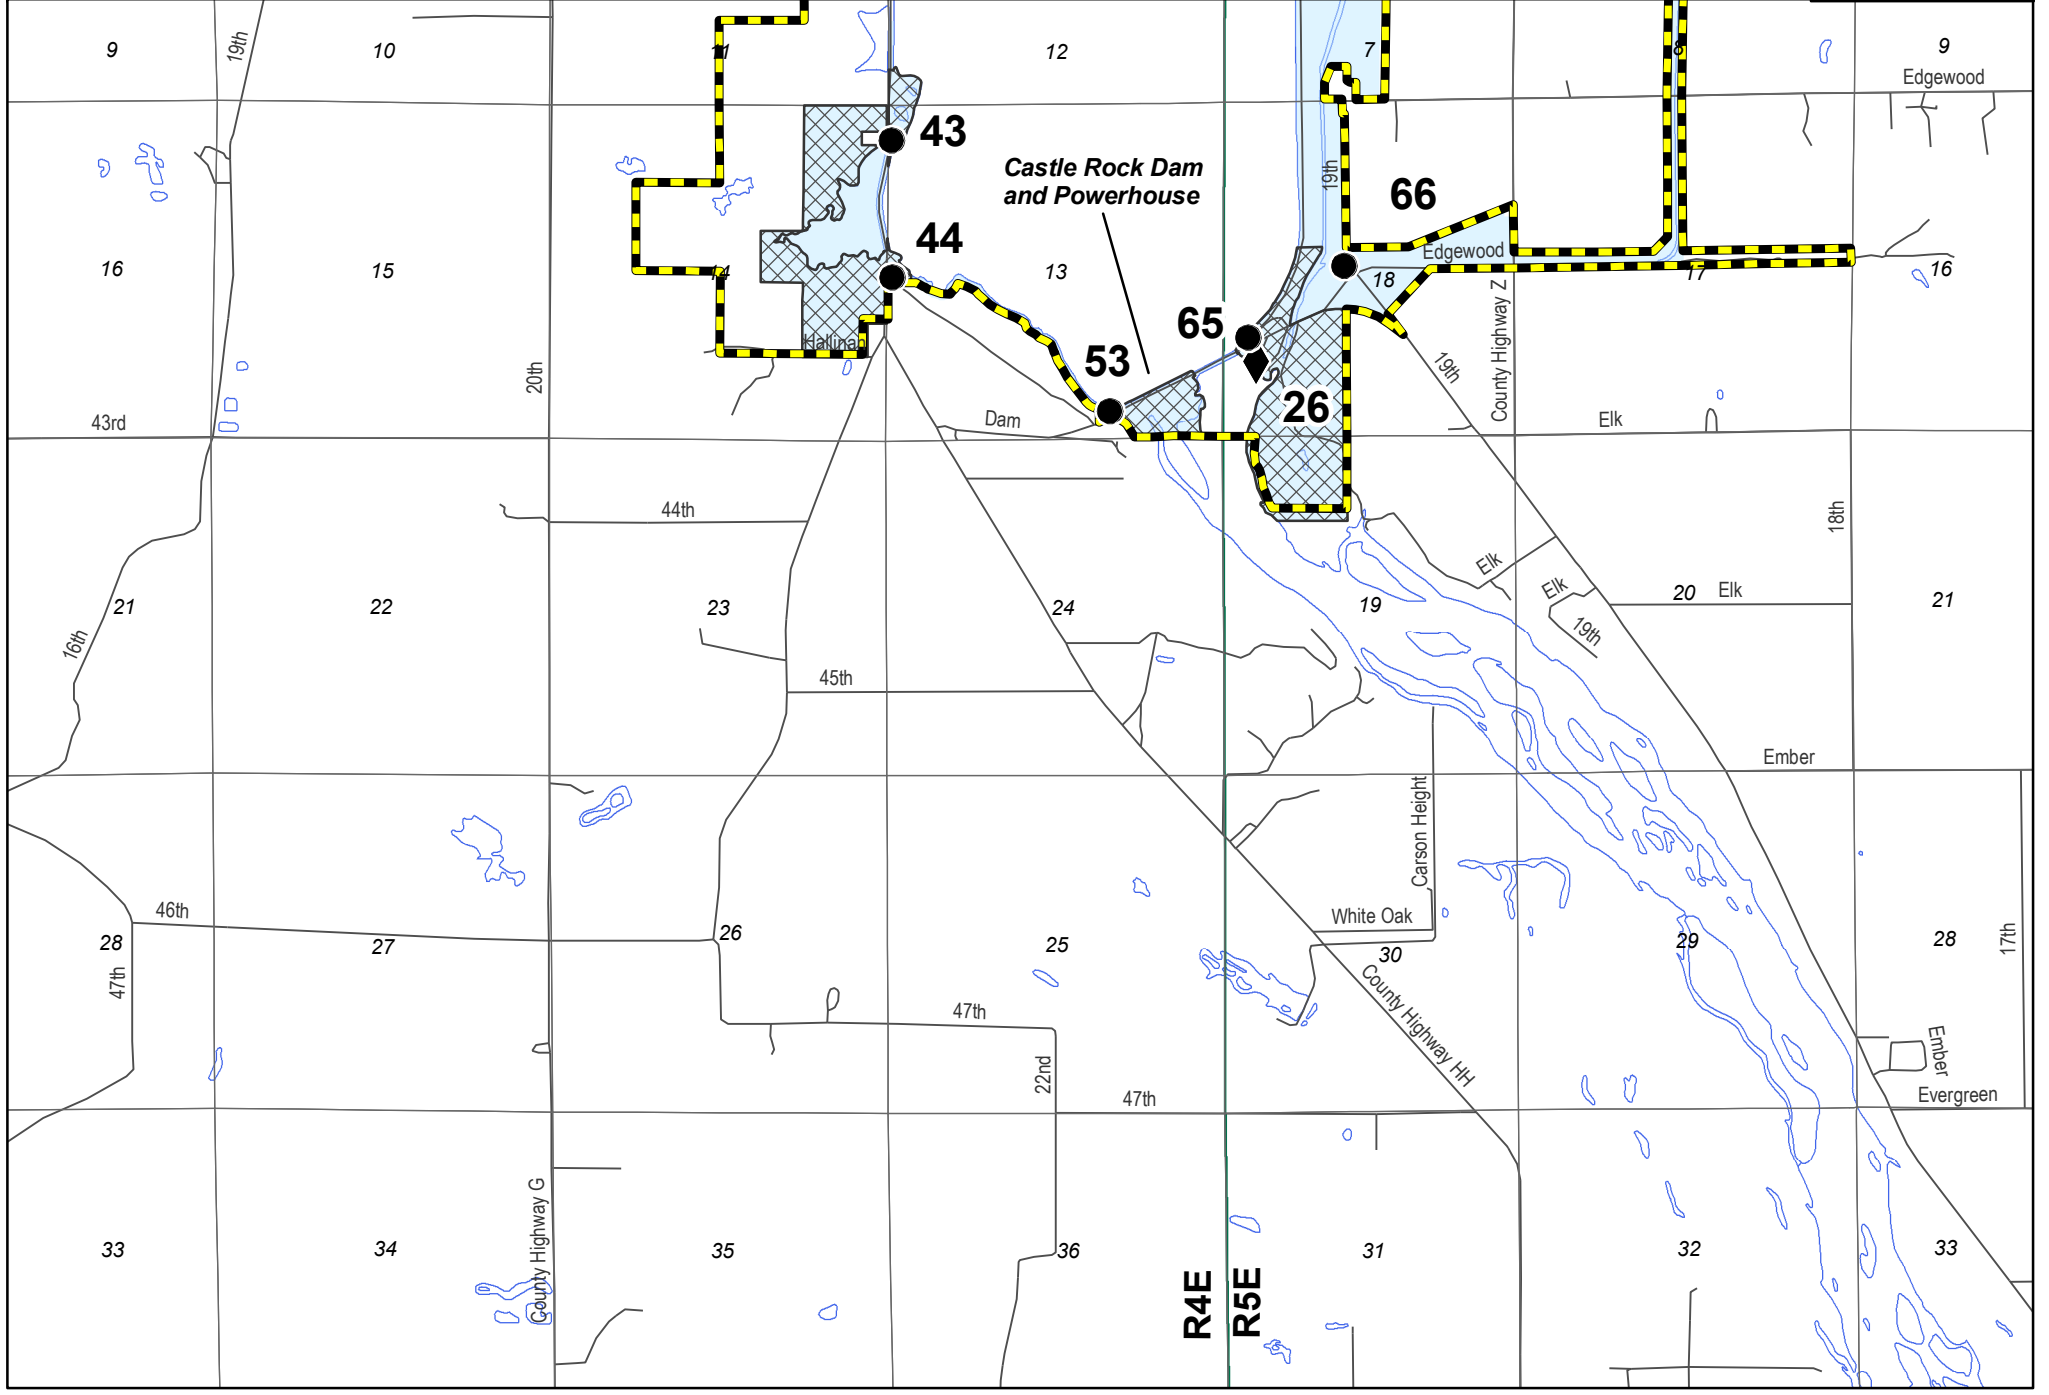 9
19th
10
11
12
7
8
9
Edgewood
43
Castle Rock Dam
and Powerhouse
19th
66
44
Edgewood
16
15
14
13
18
17
16
65
Hallinan
53
20th
19th
County Highway Z
26
43rd
Dam
Elk
44th
18th
Elk
Elk
21
22
23
24
19
20
Elk
21
16th
19th
45th
Ember
Carson Height
46th
White Oak
28
27
26
25
30
29
28
17th
47th
County Highway HH
47th
22nd
47th
Ember
Evergreen
County Highway G
33
34
35
36
31
32
33
R4E
R5E